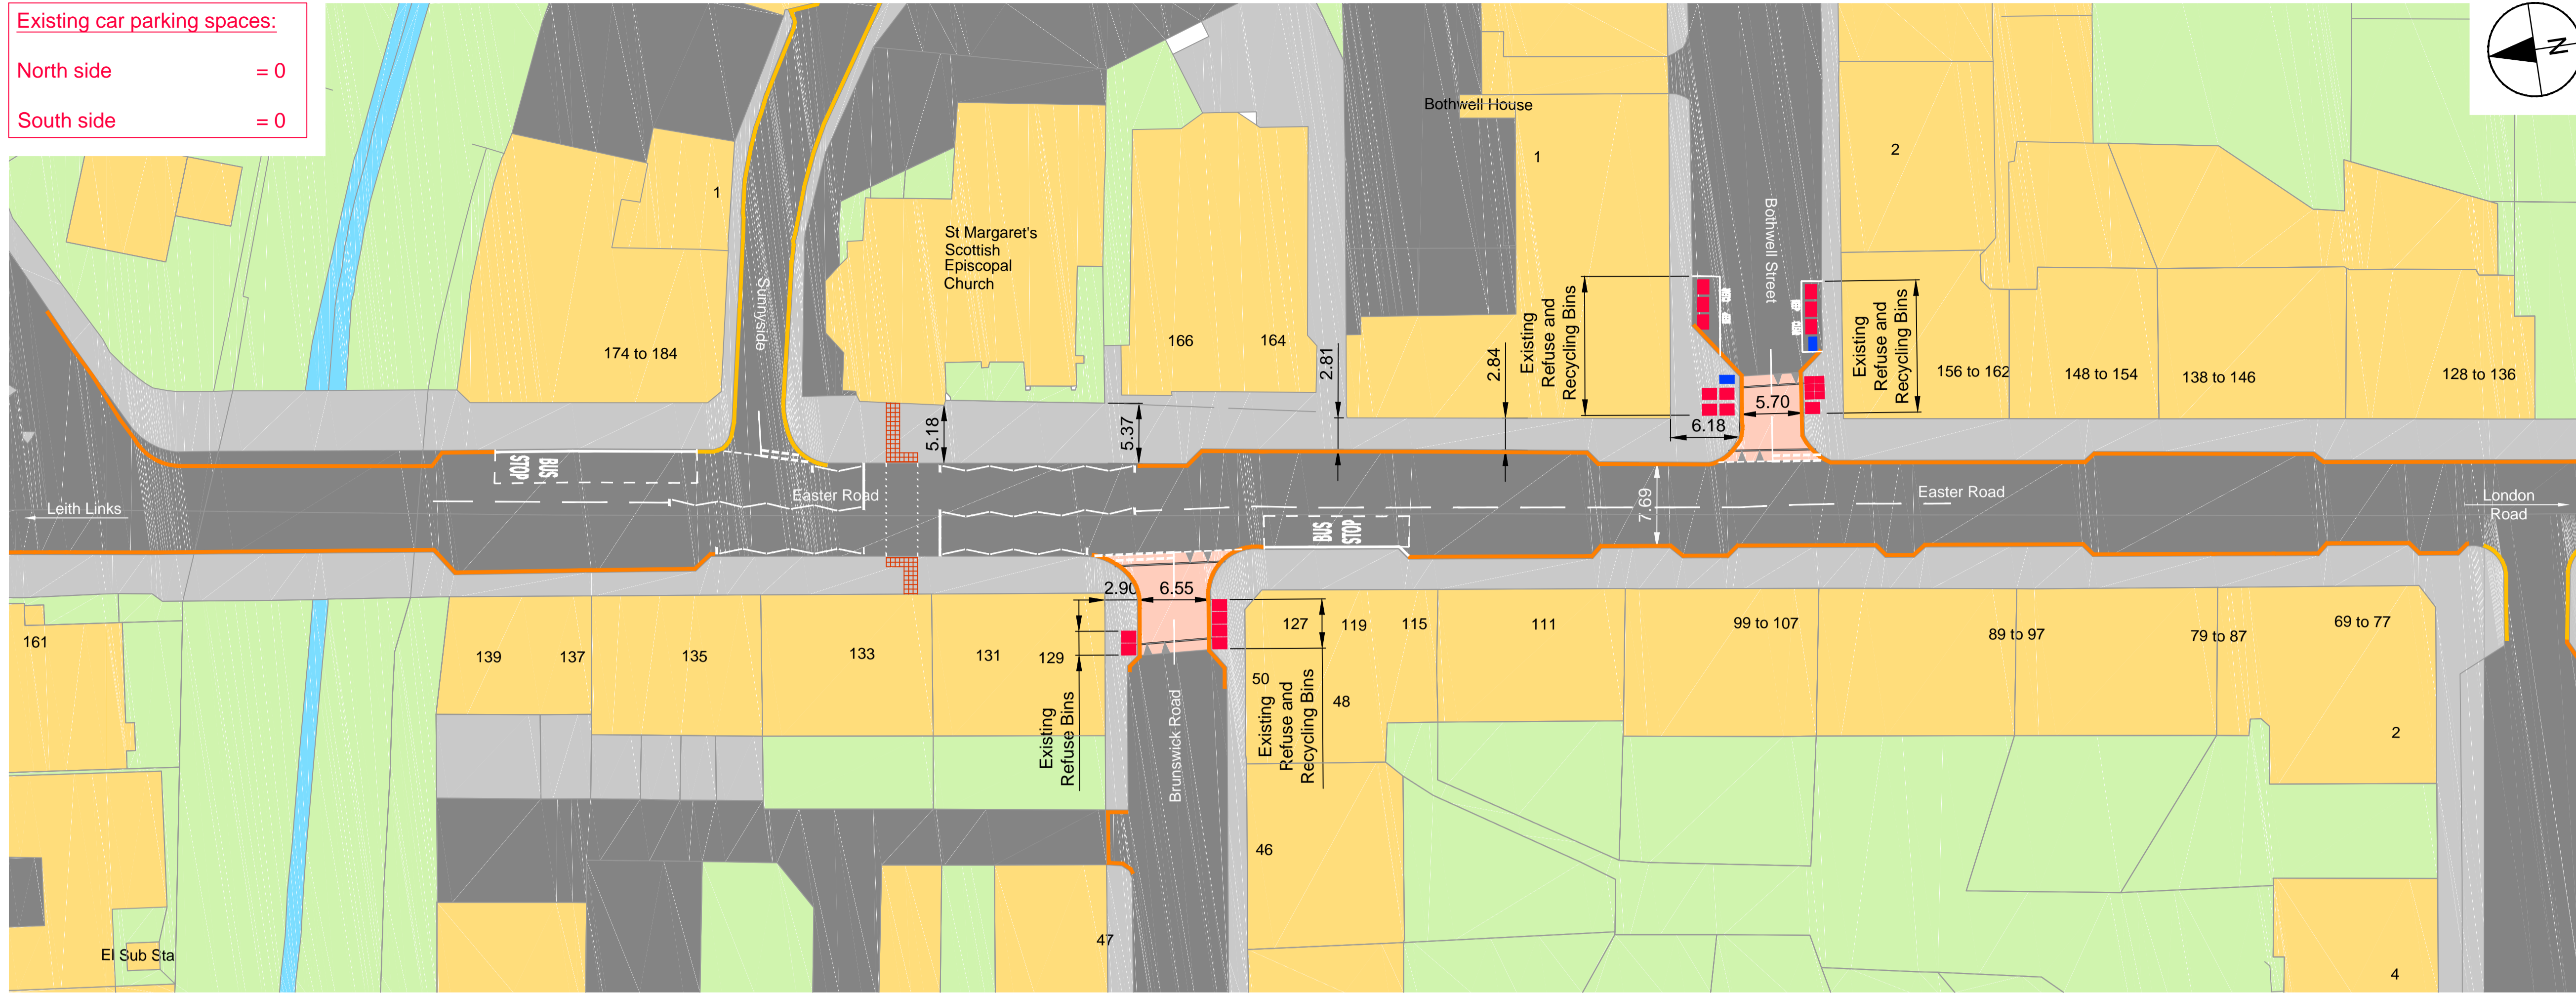 Existing car parking spaces:
North side = 0
South side = 0
N
Bothwell House
1
2
1
St Margaret's
Scottish
Episcopal
Church
Sunnyside
Bothwell Street
174 to 184
166
164
2.81
2.84
Existing
Refuse and
Recycling Bins
Existing
Refuse and
Recycling Bins
156 to 162
148 to 154
138 to 146
128 to 136
5.18
5.37
6.18
5.70
BUS
STOP
Easter Road
Easter Road
Leith Links
London
Road
7.69
BUS
STOP
2.90
6.55
161
139
137
135
133
131
129
127
119
115
111
99 to 107
89 to 97
79 to 87
69 to 77
50
48
Existing
Refuse Bins
Brunswick Road
Existing
Refuse and
Recycling Bins
2
46
47
El Sub Sta
4